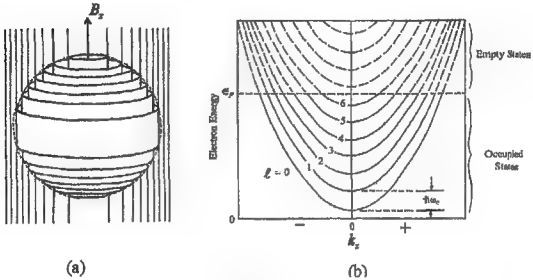 B_z
(a)
Electron Energy
ε_F
0
6
5
4
3
2
1
ℓ = 0
ħω_c
Empty States
Occupied
States
−
0
+
k_z
(b)